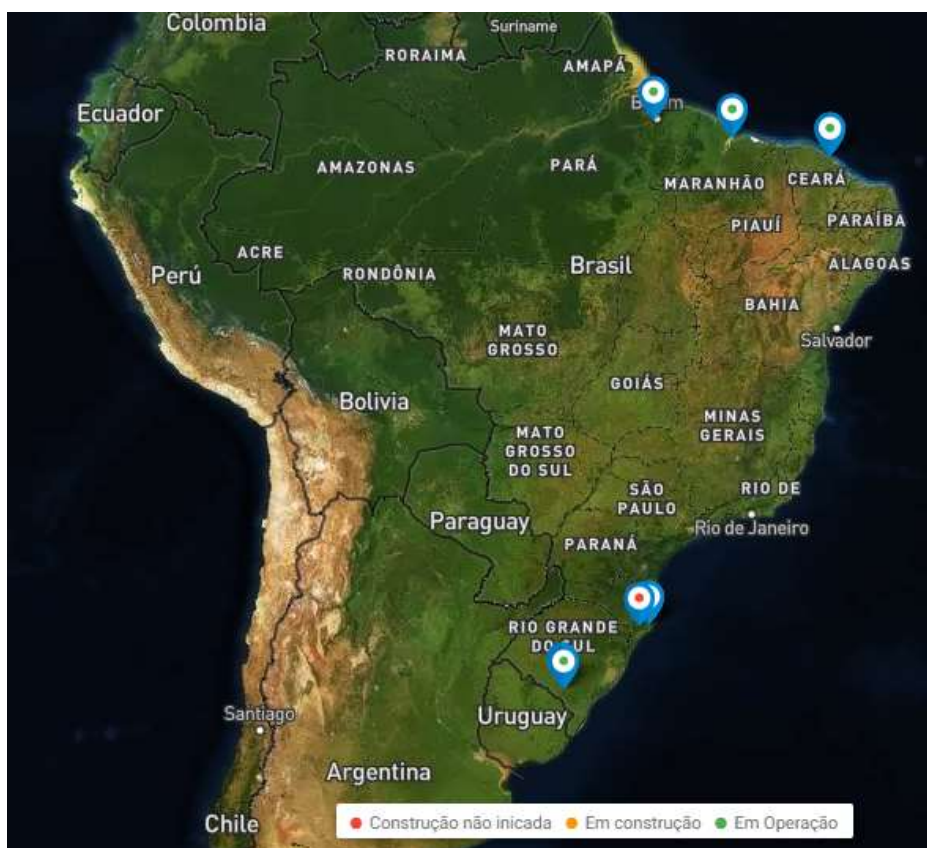 Colombia
Suriname
RORAIMA
AMAPÁ
Ecuador
AMAZONAS
PARÁ
MARANHÃO
CEARÁ
PIAUÍ
PARAÍBA
ACRE
Perú
RONDÔNIA
Brasil
ALAGOAS
BAHIA
MATO
GROSSO
Salvador
GOIÁS
Bolivia
MINAS
GERAIS
MATO
GROSSO
DO SUL
SÃO
PAULO
RIO DE
Paraguay
Rio de Janeiro
PARANÁ
RIO GRANDE
DO SUL
Santiago
Uruguay
Argentina
Chile
Construção não inicada
Em construção
Em Operação